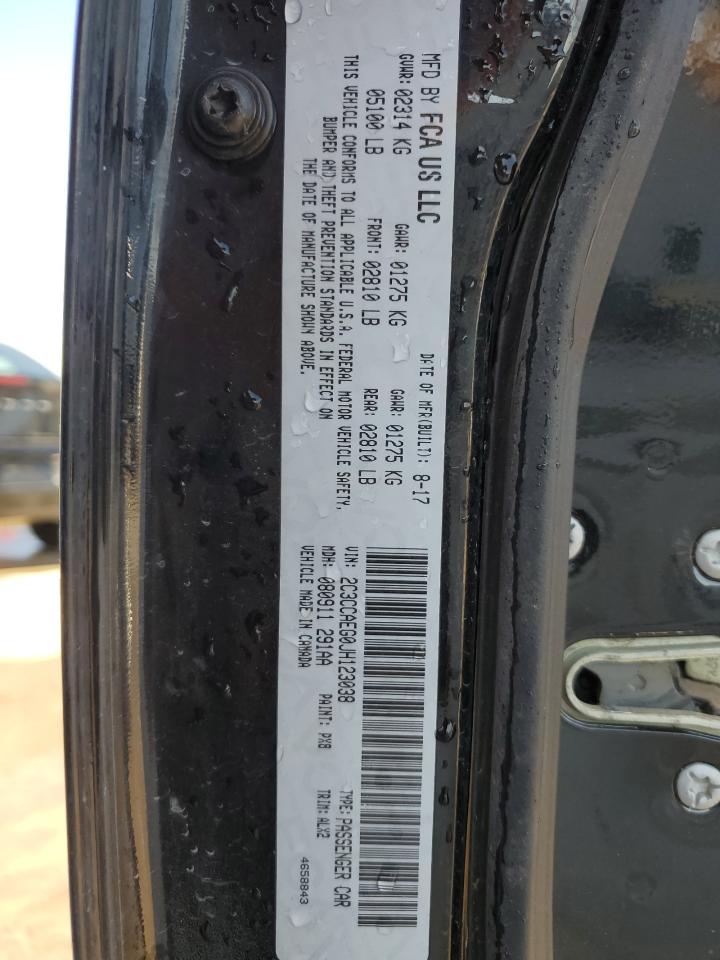 MFD BY FCA US LLC
DATE OF MFR(BUILT): 8-17
GVWR: 02314 KG GAWR: 01275 KG GAWR: 01275 KG
05100 LB FRONT: 02810 LB REAR: 02810 LB
THIS VEHICLE CONFORMS TO ALL APPLICABLE U.S.A. FEDERAL MOTOR VEHICLE SAFETY,
BUMPER AND THEFT PREVENTION STANDARDS IN EFFECT ON
THE DATE OF MANUFACTURE SHOWN ABOVE.
VIN: 2C3CCAEG0JH123038 TYPE: PASSENGER CAR
MDH: 080911 291AA PAINT: PX8 TRIM: ALX2
VEHICLE MADE IN CANADA 4658843